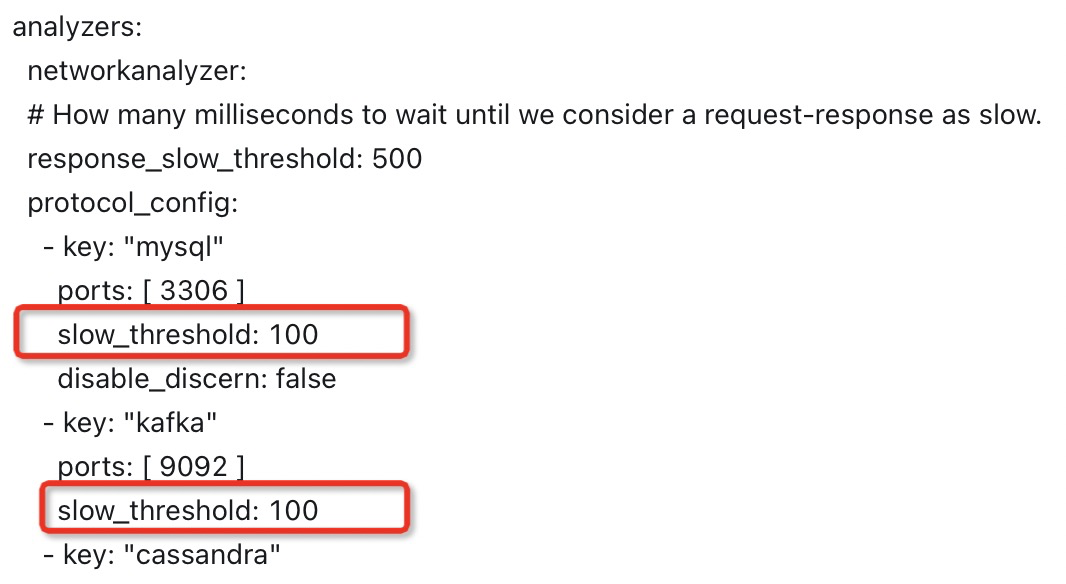 analyzers:
networkanalyzer:
# How many milliseconds to wait until we consider a request-response as slow.
response_slow_threshold: 500
protocol_config:
- key: "mysql"
ports: [ 3306 ]
slow_threshold: 100
disable_discern: false
- key: "kafka"
ports: [ 9092 ]
slow_threshold: 100
- key: "cassandra"